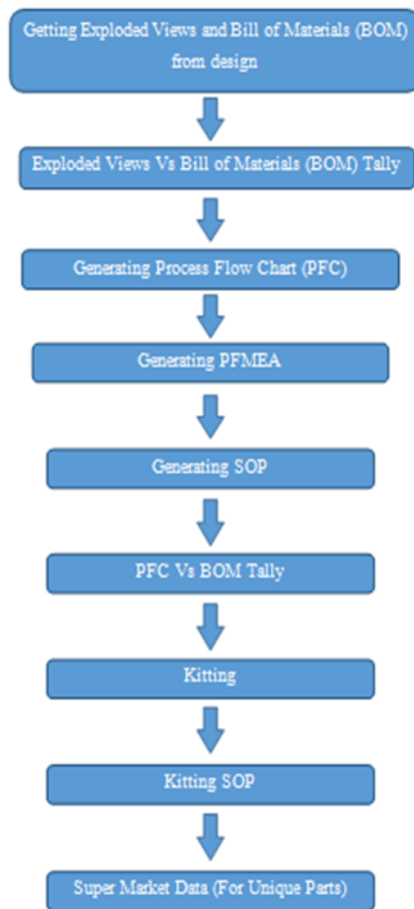 Getting Exploded Views and Bill of Materials (BOM)
from design
Exploded Views Vs Bill of Materials (BOM) Tally
Generating Process Flow Chart (PFC)
Generating PFMEA
Generating SOP
PFC Vs BOM Tally
Kitting
Kitting SOP
Super Market Data (For Unique Parts)